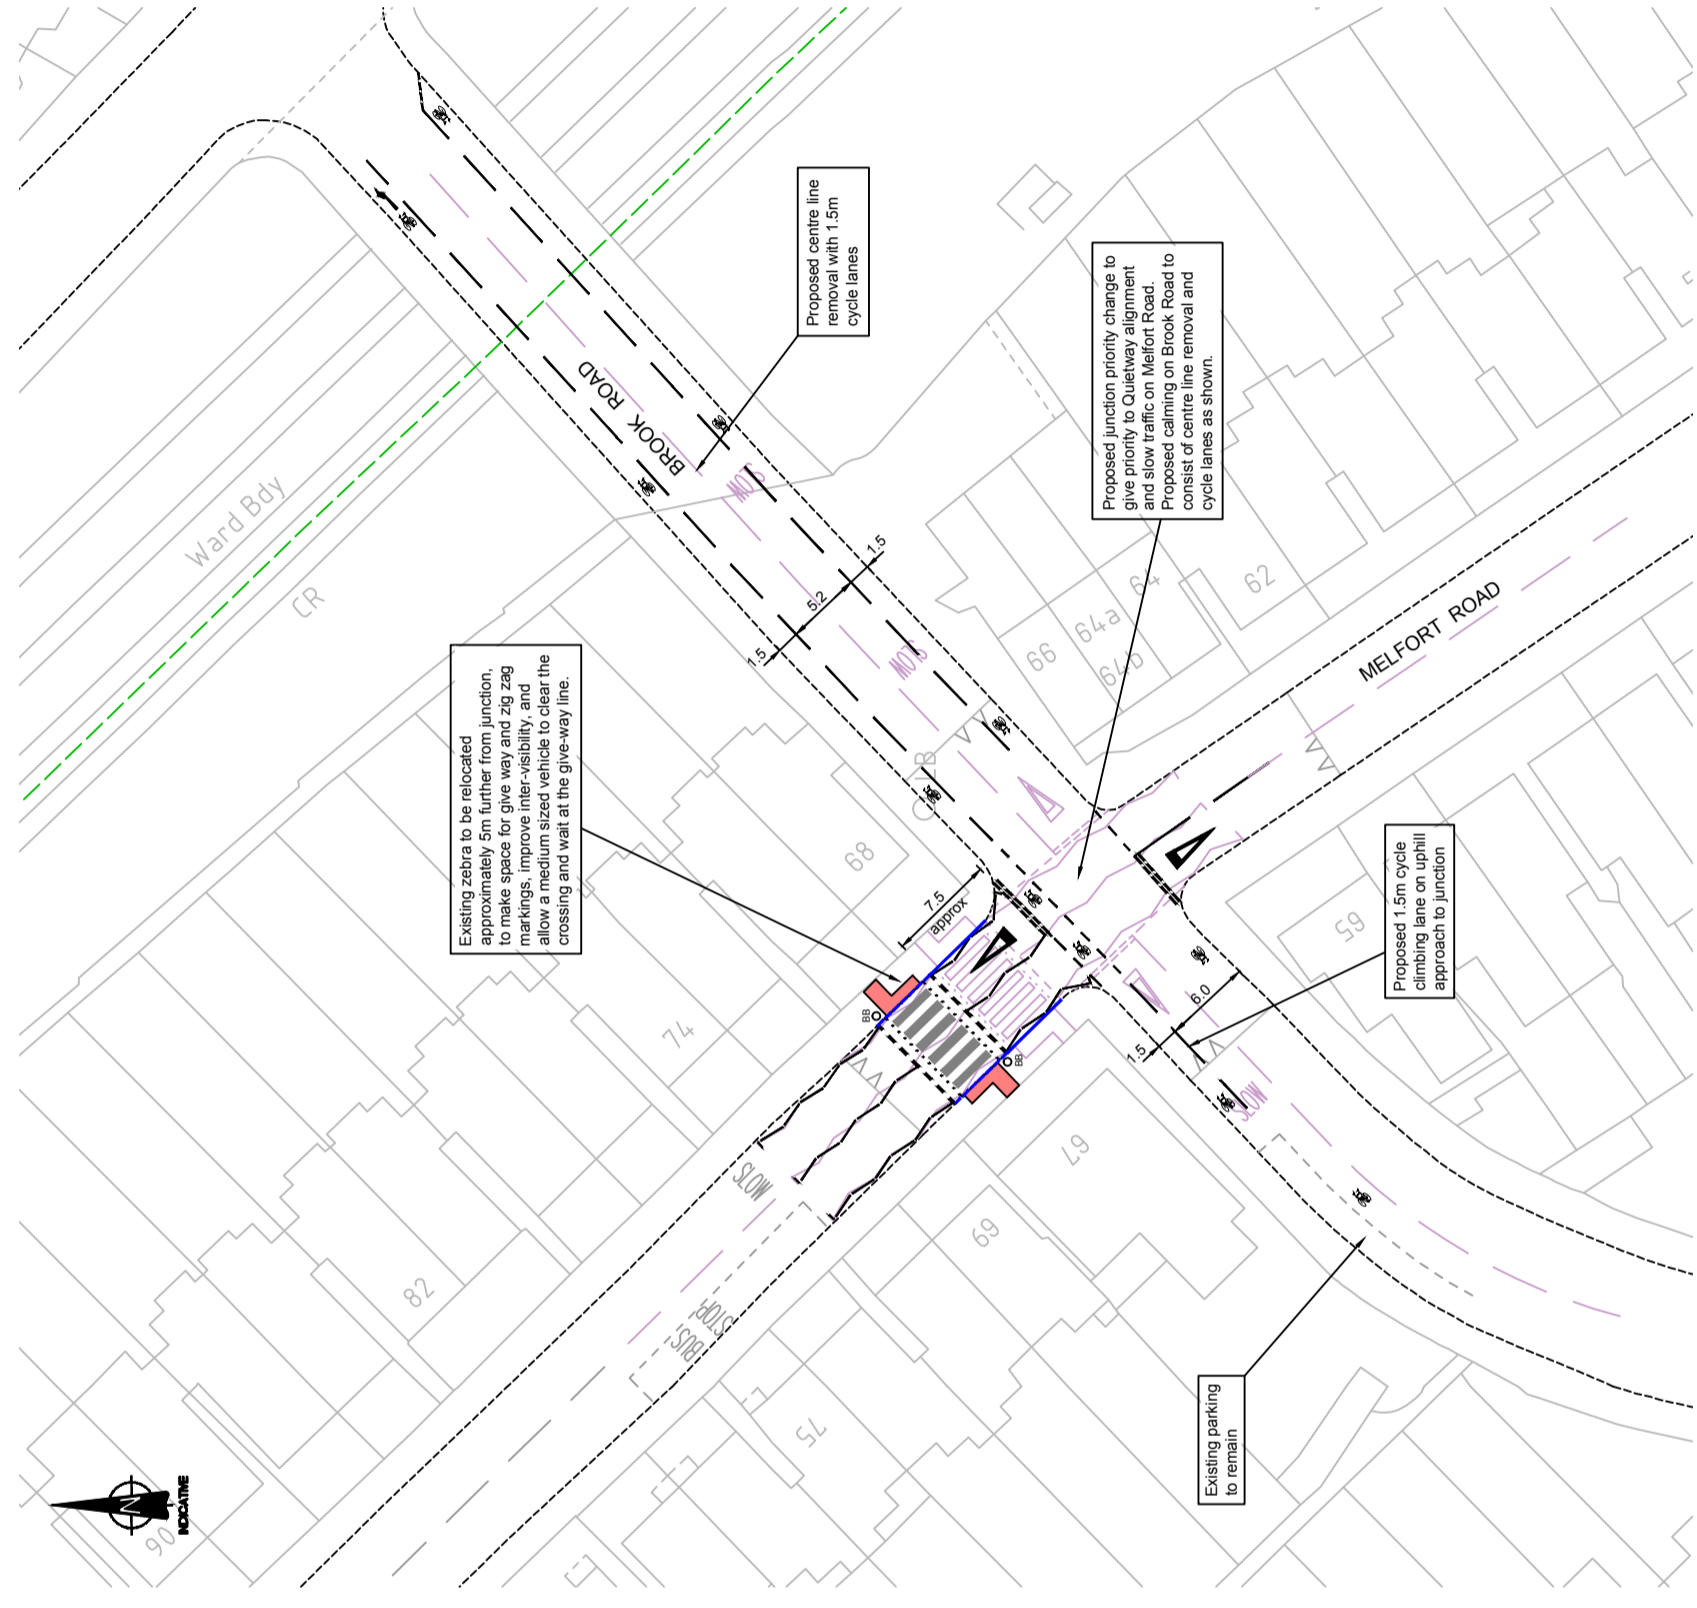 Proposed centre line
removal with 1.5m
cycle lanes
Proposed junction priority change to
give priority to Quietway alignment
and slow traffic on Melfort Road.
Proposed calming on Brook Road to
consist of centre line removal and
cycle lanes as shown.
Existing zebra to be relocated
approximately 5m further from junction,
to make space for give way and zig zag
markings, improve inter-visibility, and
allow a medium sized vehicle to clear the
crossing and wait at the give-way line.
Proposed 1.5m cycle
climbing lane on uphill
approach to junction
Existing parking
to remain
BROOK ROAD
MELFORT ROAD
Ward Bdy
CR
SLOW
SLOW
SLOW
SLOW
BUS STOP
1.5
5.2
1.5
7.5
approx
1.5
6.0
BB
BB
66
64a
64b
64
62
68
74
82
90
65
67
69
75
N
INDICATIVE